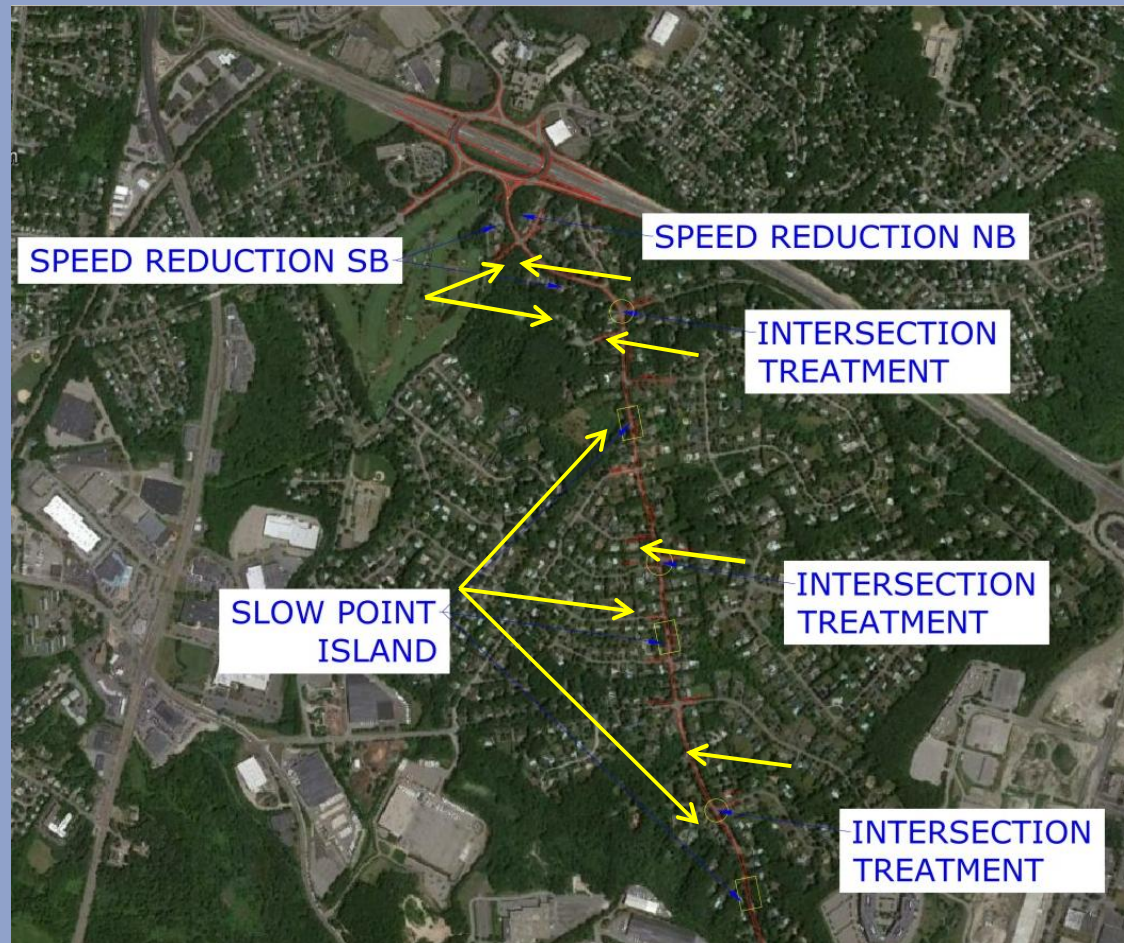 SPEED REDUCTION NB
SPEED REDUCTION SB
INTERSECTION
TREATMENT
INTERSECTION
TREATMENT
SLOW POINT
ISLAND
INTERSECTION
TREATMENT